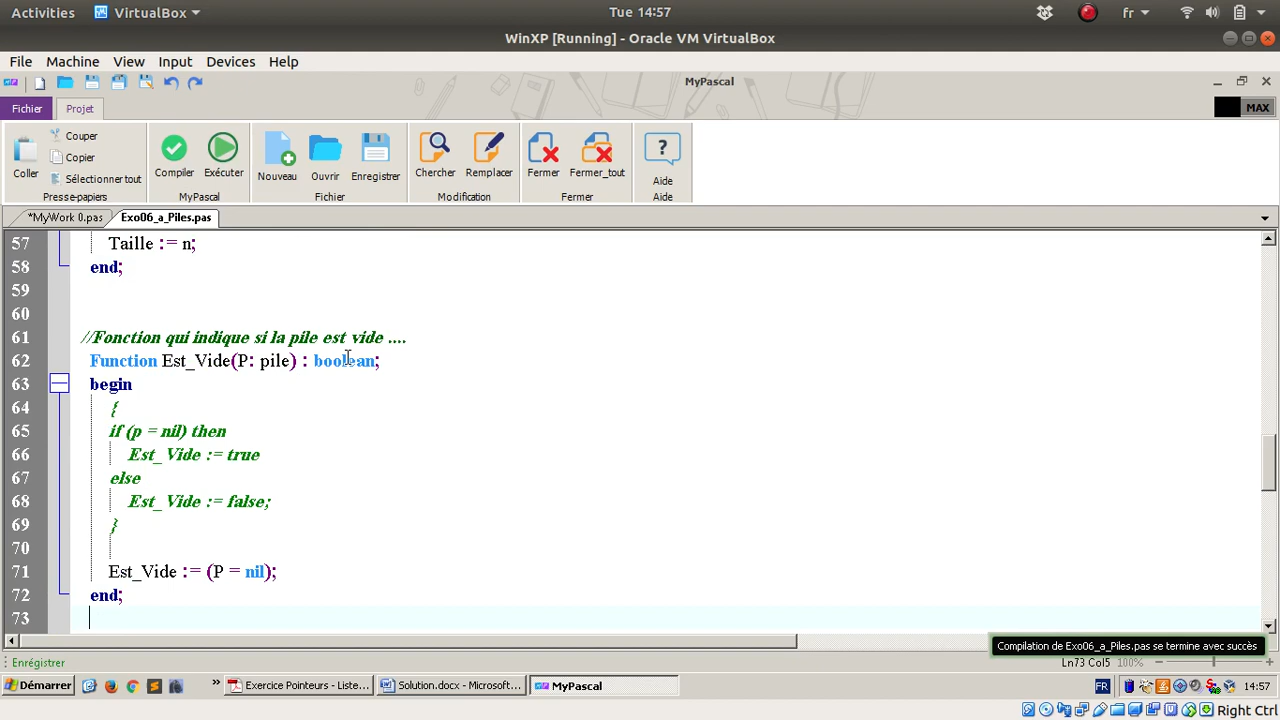 Activities VirtualBox Tue 14:57 fr
WinXP [Running] - Oracle VM VirtualBox
File Machine View Input Devices Help
MyPascal
Fichier Projet MAX
Coller Couper Copier Sélectionner tout Compiler Exécuter Nouveau Ouvrir Enregistrer Chercher Remplacer Fermer Fermer_tout Aide
Presse-papiers MyPascal Fichier Modification Fermer Aide
*MyWork 0.pas Exo06_a_Piles.pas
57 Taille := n;
58 end;
59
60
61 //Fonction qui indique si la pile est vide ....
62 Function Est_Vide(P: pile) : boolean;
63 begin
64 {
65 if (p = nil) then
66 Est_Vide := true
67 else
68 Est_Vide := false;
69 }
70
71 Est_Vide := (P = nil);
72 end;
73
Compilation de Exo06_a_Piles.pas se termine avec succès
Enrégistrer Ln73 Col5 100%
Démarrer » Exercice Pointeurs - Liste... Solution.docx - Microsoft... MyPascal FR 14:57
Right Ctrl